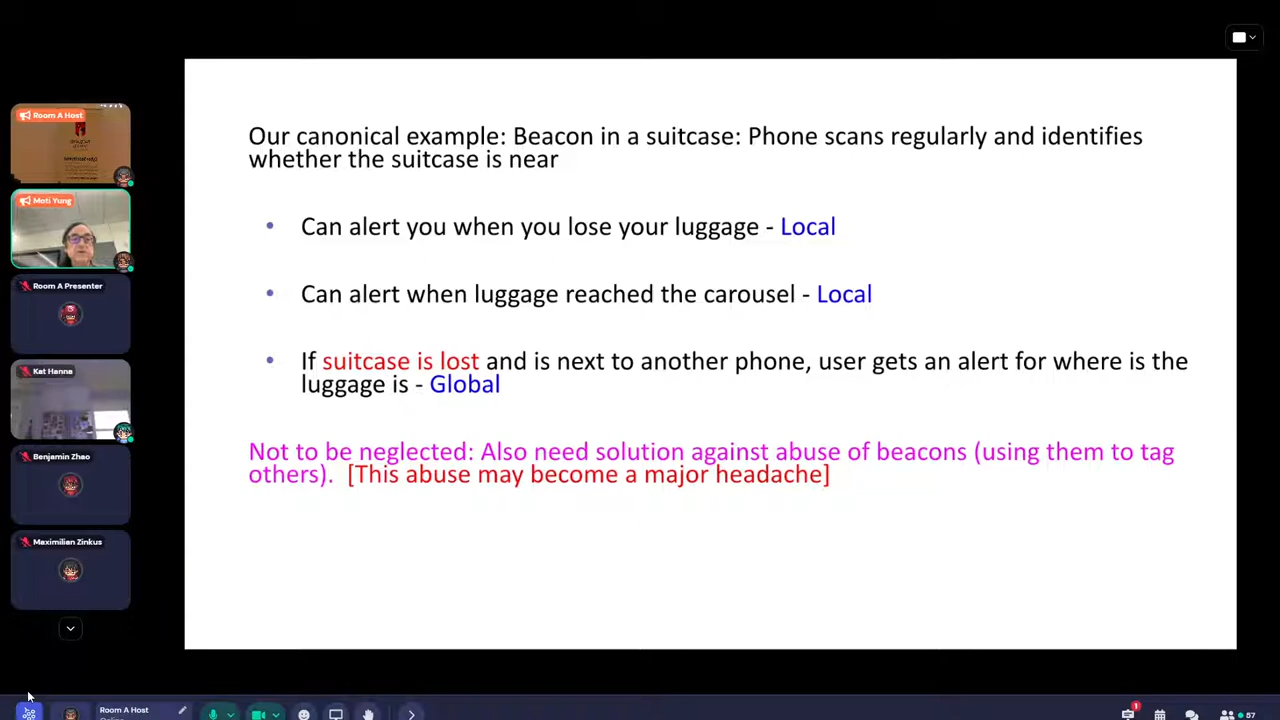 Room A Host
Moti Yung
Room A Presenter
Kat Hanna
Benjamin Zhao
Maximilian Zinkus
Our canonical example: Beacon in a suitcase: Phone scans regularly and identifies
whether the suitcase is near
• Can alert you when you lose your luggage - Local
• Can alert when luggage reached the carousel - Local
• If suitcase is lost and is next to another phone, user gets an alert for where is the
luggage is - Global
Not to be neglected: Also need solution against abuse of beacons (using them to tag
others). [This abuse may become a major headache]
Room A Host
Online
1
57